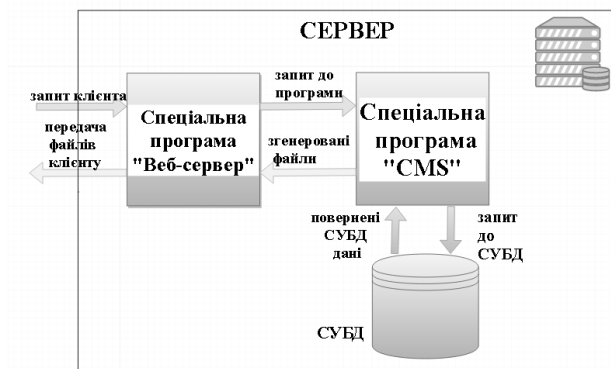 СЕРВЕР
запит клієнта
передача
файлів
клієнту
Спеціальна
програма
"Веб-сервер"
запит до
програми
згенеровані
файли
Спеціальна
програма
"CMS"
повернені
СУБД
дані
запит
до
СУБД
СУБД